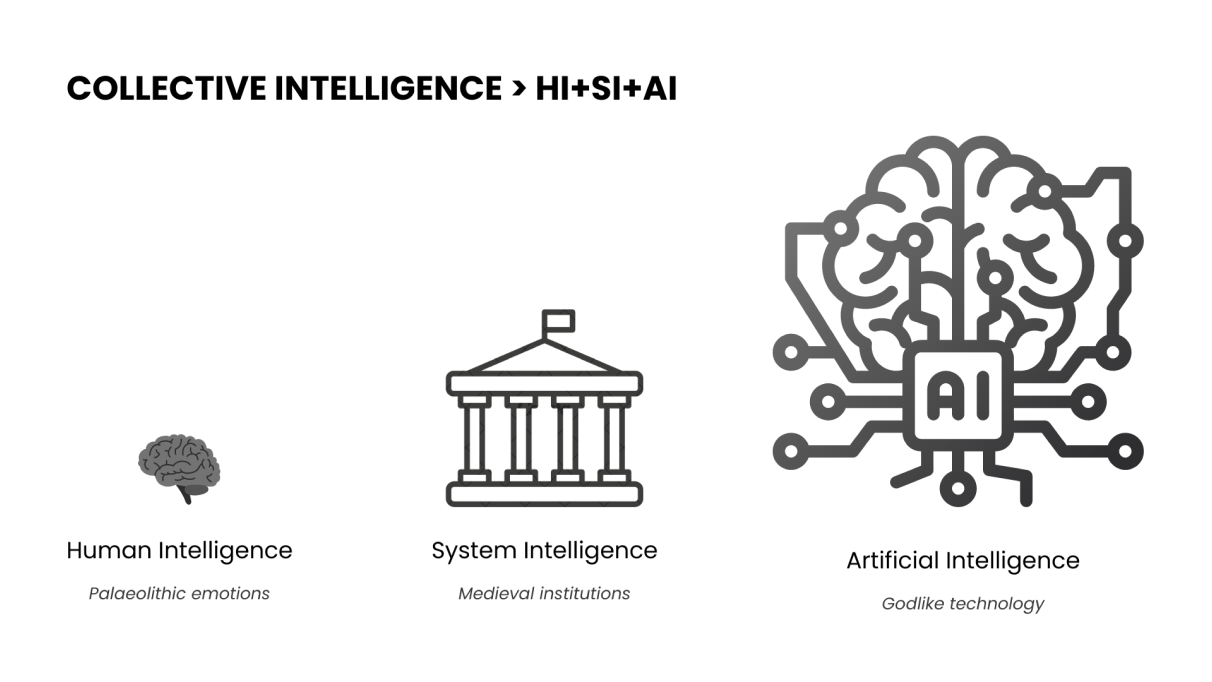 COLLECTIVE INTELLIGENCE > HI+SI+AI
AI
Human Intelligence
Palaeolithic emotions
System Intelligence
Medieval institutions
Artificial Intelligence
Godlike technology